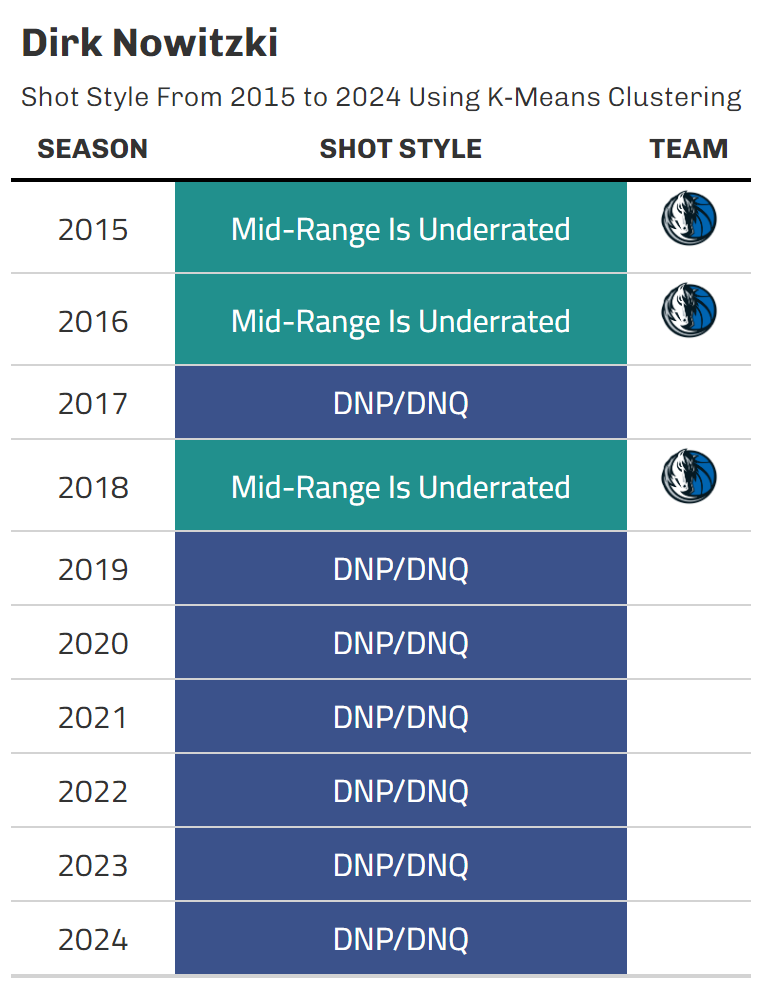 Dirk Nowitzki
Shot Style From 2015 to 2024 Using K-Means Clustering
SEASON SHOT STYLE TEAM
2015 Mid-Range Is Underrated
2016 Mid-Range Is Underrated
2017 DNP/DNQ
2018 Mid-Range Is Underrated
2019 DNP/DNQ
2020 DNP/DNQ
2021 DNP/DNQ
2022 DNP/DNQ
2023 DNP/DNQ
2024 DNP/DNQ